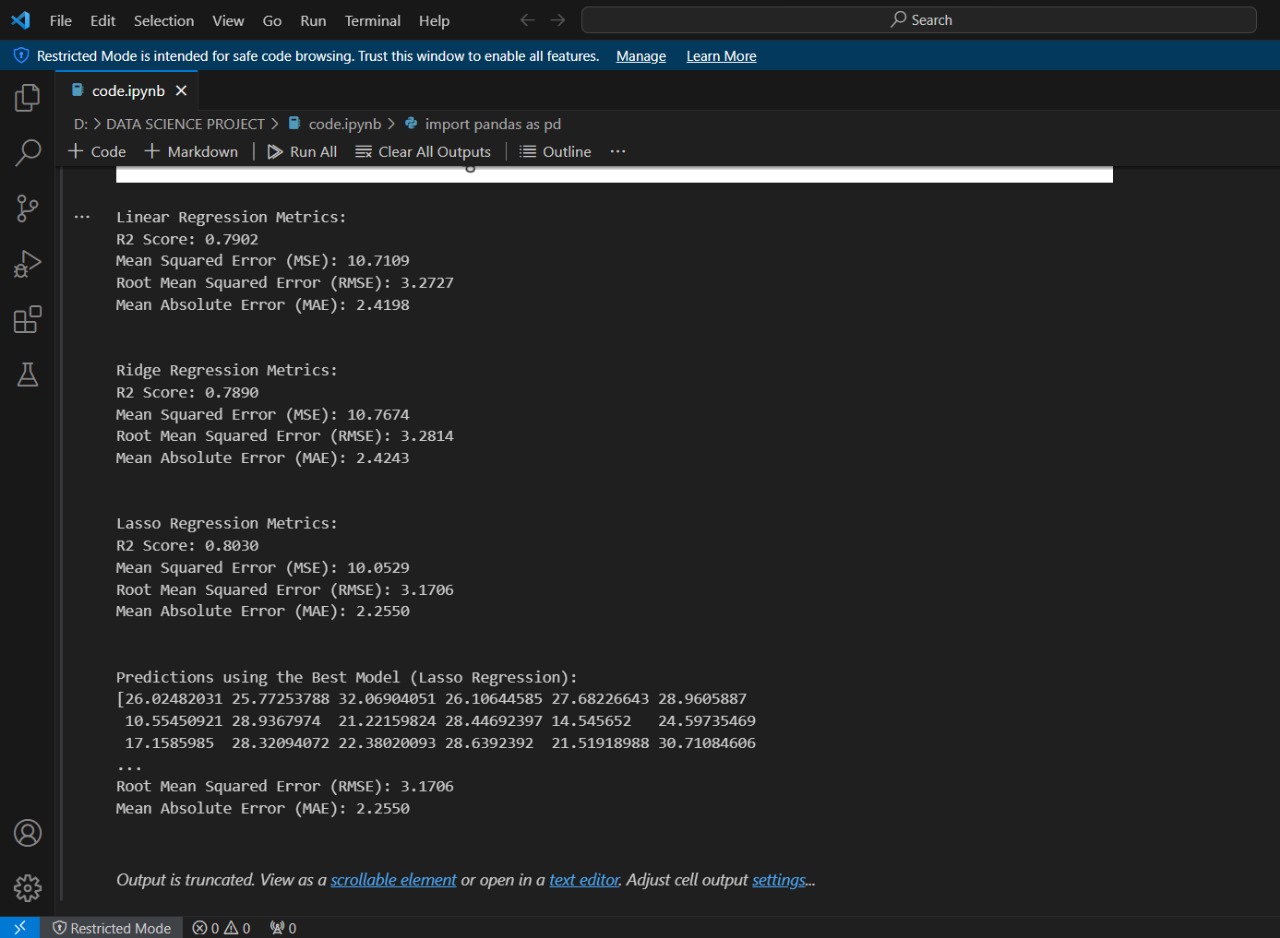 File Edit Selection View Go Run Terminal Help Search
Restricted Mode is intended for safe code browsing. Trust this window to enable all features. Manage Learn More
code.ipynb
D: > DATA SCIENCE PROJECT > code.ipynb > import pandas as pd
+ Code + Markdown | Run All Clear All Outputs | Outline ...
... Linear Regression Metrics:
R2 Score: 0.7902
Mean Squared Error (MSE): 10.7109
Root Mean Squared Error (RMSE): 3.2727
Mean Absolute Error (MAE): 2.4198
Ridge Regression Metrics:
R2 Score: 0.7890
Mean Squared Error (MSE): 10.7674
Root Mean Squared Error (RMSE): 3.2814
Mean Absolute Error (MAE): 2.4243
Lasso Regression Metrics:
R2 Score: 0.8030
Mean Squared Error (MSE): 10.0529
Root Mean Squared Error (RMSE): 3.1706
Mean Absolute Error (MAE): 2.2550
Predictions using the Best Model (Lasso Regression):
[26.02482031 25.77253788 32.06904051 26.10644585 27.68226643 28.9605887
10.55450921 28.9367974 21.22159824 28.44692397 14.545652 24.59735469
17.1585985 28.32094072 22.38020093 28.6392392 21.51918988 30.71084606
...
Root Mean Squared Error (RMSE): 3.1706
Mean Absolute Error (MAE): 2.2550
Output is truncated. View as a scrollable element or open in a text editor. Adjust cell output settings...
Restricted Mode 0 0 0